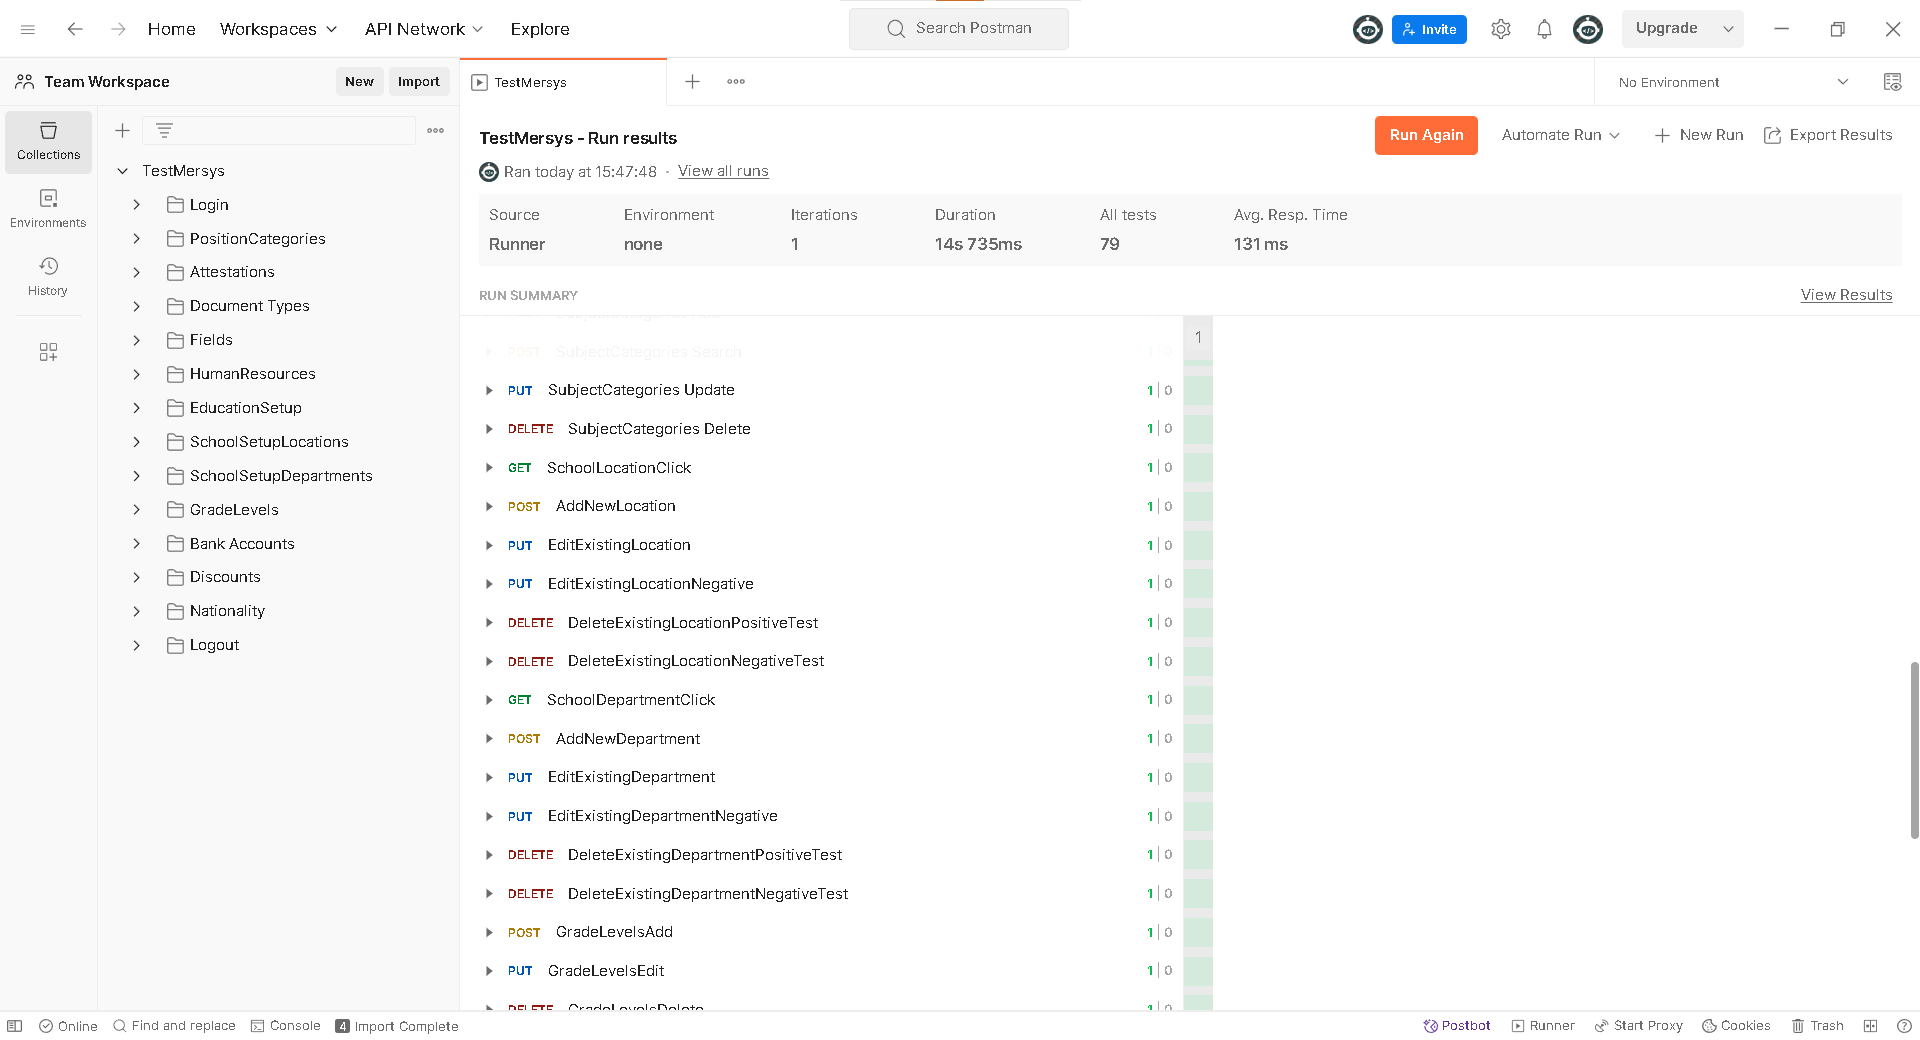 Home Workspaces API Network Explore Search Postman Invite Upgrade
Team Workspace New Import TestMersys No Environment
Collections
Environments
History
TestMersys
Login
PositionCategories
Attestations
Document Types
Fields
HumanResources
EducationSetup
SchoolSetupLocations
SchoolSetupDepartments
GradeLevels
Bank Accounts
Discounts
Nationality
Logout
TestMersys - Run results
Run Again Automate Run New Run Export Results
Ran today at 15:47:48 · View all runs
Source Environment Iterations Duration All tests Avg. Resp. Time
Runner none 1 14s 735ms 79 131 ms
RUN SUMMARY View Results
1
POST SubjectCategories Search 1 | 0
PUT SubjectCategories Update 1 | 0
DELETE SubjectCategories Delete 1 | 0
GET SchoolLocationClick 1 | 0
POST AddNewLocation 1 | 0
PUT EditExistingLocation 1 | 0
PUT EditExistingLocationNegative 1 | 0
DELETE DeleteExistingLocationPositiveTest 1 | 0
DELETE DeleteExistingLocationNegativeTest 1 | 0
GET SchoolDepartmentClick 1 | 0
POST AddNewDepartment 1 | 0
PUT EditExistingDepartment 1 | 0
PUT EditExistingDepartmentNegative 1 | 0
DELETE DeleteExistingDepartmentPositiveTest 1 | 0
DELETE DeleteExistingDepartmentNegativeTest 1 | 0
POST GradeLevelsAdd 1 | 0
PUT GradeLevelsEdit 1 | 0
DELETE GradeLevelsDelete 1 | 0
Online Find and replace Console 4 Import Complete Postbot Runner Start Proxy Cookies Trash